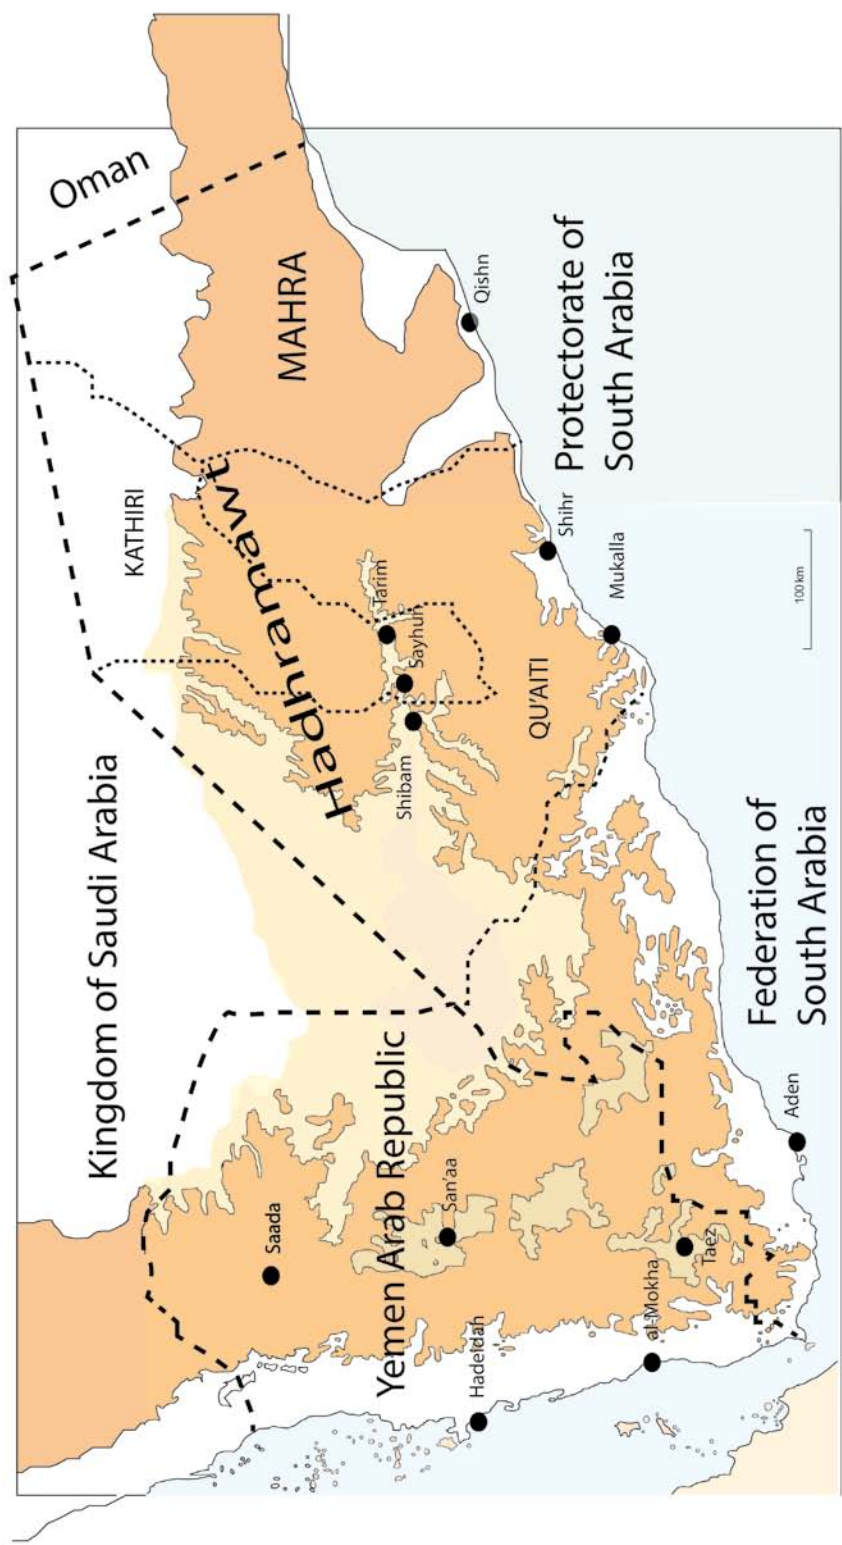 Oman
Kingdom of Saudi Arabia
KATHIRI
MAHRA
Hadhramawt
Saada
Tarim
Sayhun
Shibam
Yemen Arab Republic
San'aa
Qishn
QU'AITI
Hadeidah
Shihr
Protectorate of
South Arabia
Mukalla
al-Mokha
Taez
Federation of
South Arabia
Aden
100 km